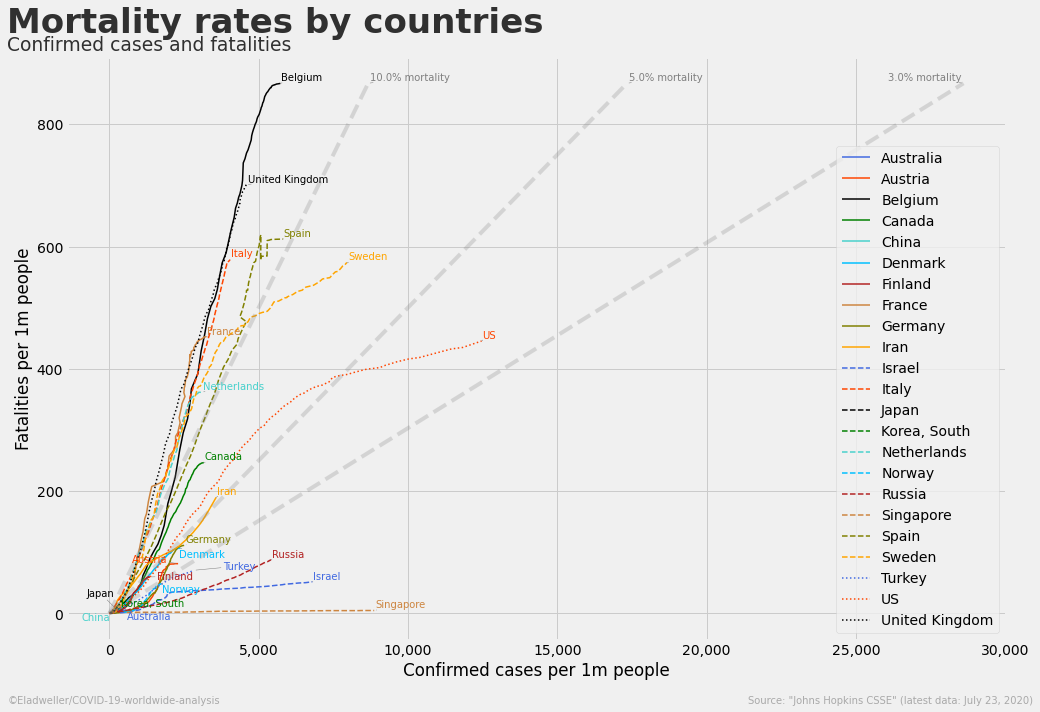 Mortality rates by countries
Confirmed cases and fatalities
Belgium
10.0% mortality
5.0% mortality
3.0% mortality
United Kingdom
Spain
Italy
Sweden
France
US
Netherlands
Canada
Iran
Germany
Austria
Denmark
Russia
Turkey
Finland
Israel
Norway
Japan
Korea, South
Singapore
China
Australia
800
600
400
200
0
Fatalities per 1m people
0
5,000
10,000
15,000
20,000
25,000
30,000
Confirmed cases per 1m people
Australia
Austria
Belgium
Canada
China
Denmark
Finland
France
Germany
Iran
Israel
Italy
Japan
Korea, South
Netherlands
Norway
Russia
Singapore
Spain
Sweden
Turkey
US
United Kingdom
©Eladweller/COVID-19-worldwide-analysis
Source: "Johns Hopkins CSSE" (latest data: July 23, 2020)